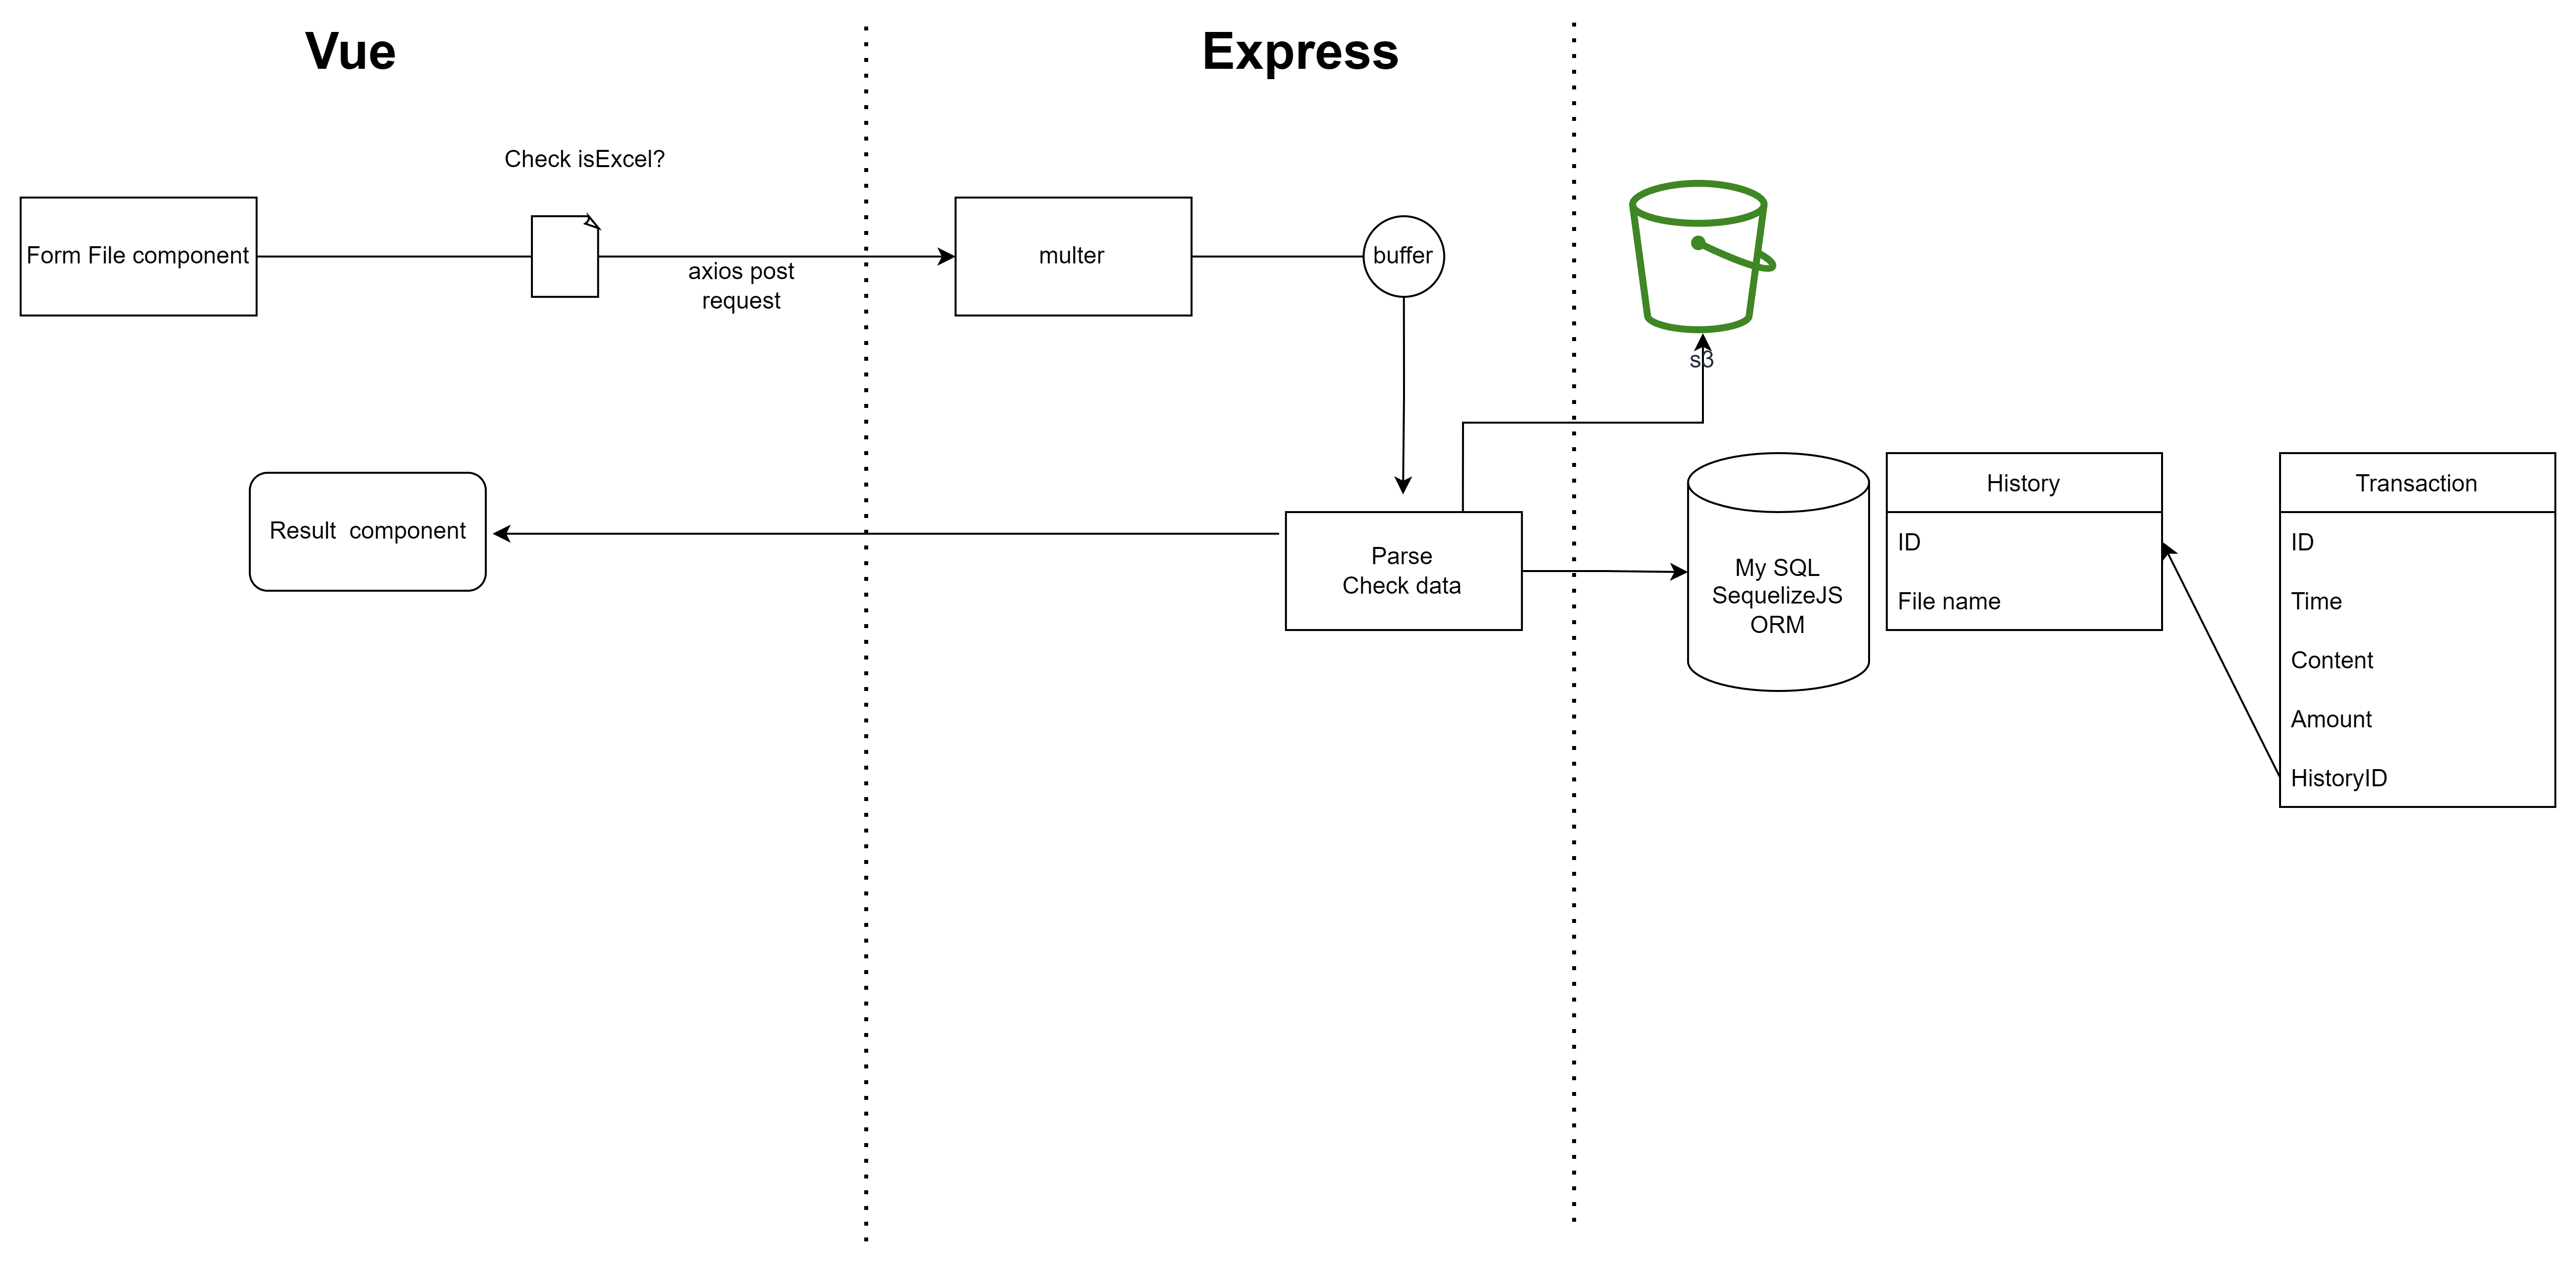 Vue
Express
Check isExcel?
Form File component
axios post
request
multer
buffer
s3
Result  component
Parse
Check data
My SQL
SequelizeJS
ORM
History
ID
File name
Transaction
ID
Time
Content
Amount
HistoryID